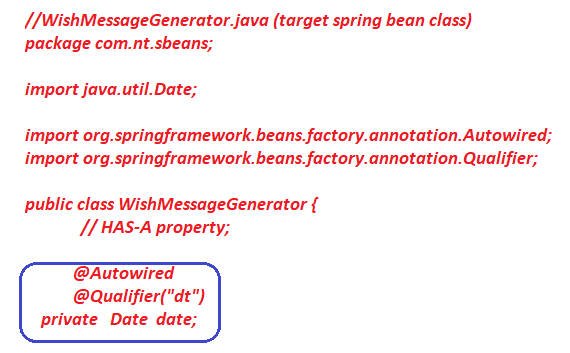 //WishMessageGenerator.java (target spring bean class)
package com.nt.sbeans;
import java.util.Date;
import org.springframework.beans.factory.annotation.Autowired;
import org.springframework.beans.factory.annotation.Qualifier;
public class WishMessageGenerator {
// HAS-A property;
@Autowired
@Qualifier("dt")
private Date date;